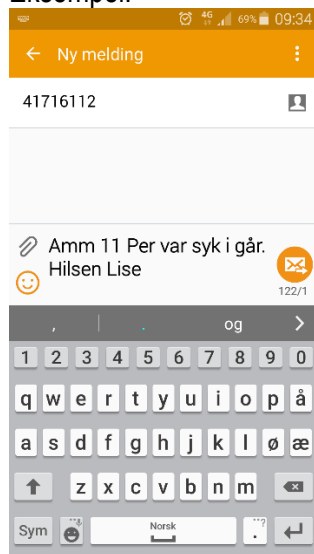 Eksempel:
4G 69% 09:34
Ny melding
41716112
Amm 11 Per var syk i går.
Hilsen Lise
122/1
, . og
1 2 3 4 5 6 7 8 9 0
q w e r t y u i o p å
a s d f g h j k l ø æ
z x c v b n m
Sym Norsk . ,?